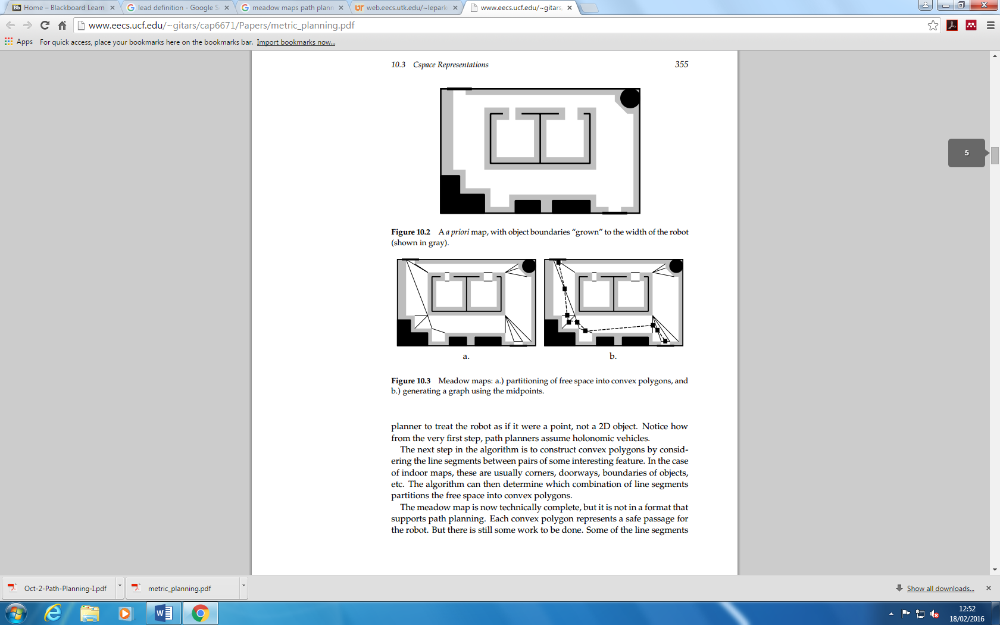 Home – Blackboard Learn
lead definition - Google S
meadow maps path plann
web.eecs.utk.edu/~lepark
www.eecs.ucf.edu/~gitars
www.eecs.ucf.edu/~gitars/cap6671/Papers/metric_planning.pdf
Apps For quick access, place your bookmarks here on the bookmarks bar. Import bookmarks now...
10.3 Cspace Representations 355
5
Figure 10.2 A a priori map, with object boundaries “grown” to the width of the robot
(shown in gray).
a. b.
Figure 10.3 Meadow maps: a.) partitioning of free space into convex polygons, and
b.) generating a graph using the midpoints.
planner to treat the robot as if it were a point, not a 2D object. Notice how
from the very first step, path planners assume holonomic vehicles.
The next step in the algorithm is to construct convex polygons by consid-
ering the line segments between pairs of some interesting feature. In the case
of indoor maps, these are usually corners, doorways, boundaries of objects,
etc. The algorithm can then determine which combination of line segments
partitions the free space into convex polygons.
The meadow map is now technically complete, but it is not in a format that
supports path planning. Each convex polygon represents a safe passage for
the robot. But there is still some work to be done. Some of the line segments
Oct-2-Path-Planning-I.pdf
metric_planning.pdf
Show all downloads...
12:52
18/02/2016